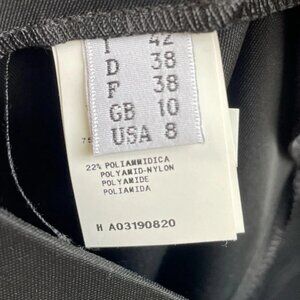 I 42
D 38
F 38
GB 10
USA 8
22% POLIAMMIDICA
POLYAMID-NYLON
POLYAMIDE
POLIAMIDA
H A03190820